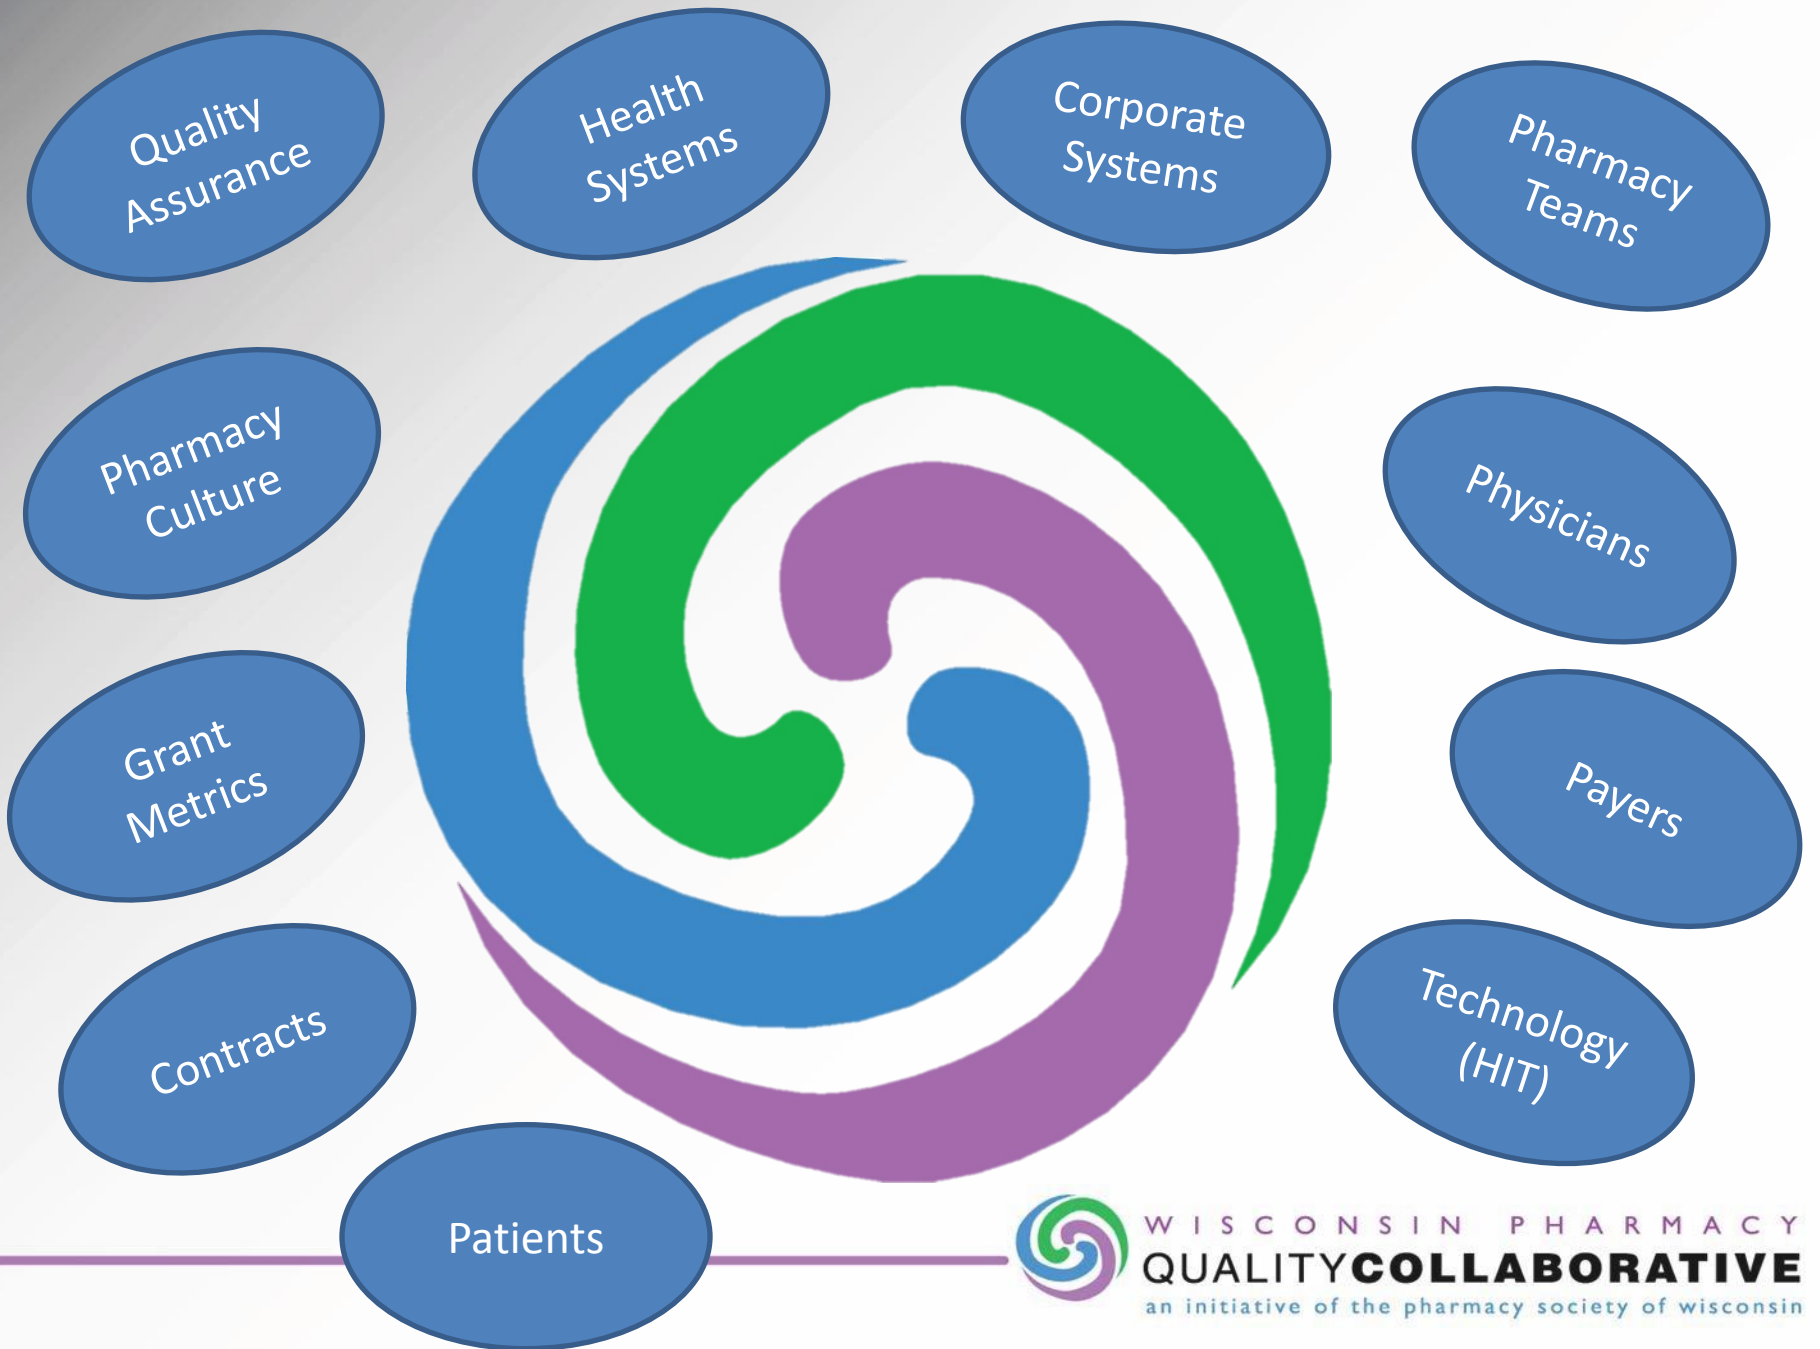 Quality
Assurance
Health
Systems
Corporate
Systems
Pharmacy
Teams
Pharmacy
Culture
Physicians
Grant
Metrics
Payers
Contracts
Technology
(HIT)
Patients
WISCONSIN PHARMACY
QUALITYCOLLABORATIVE
an initiative of the pharmacy society of wisconsin